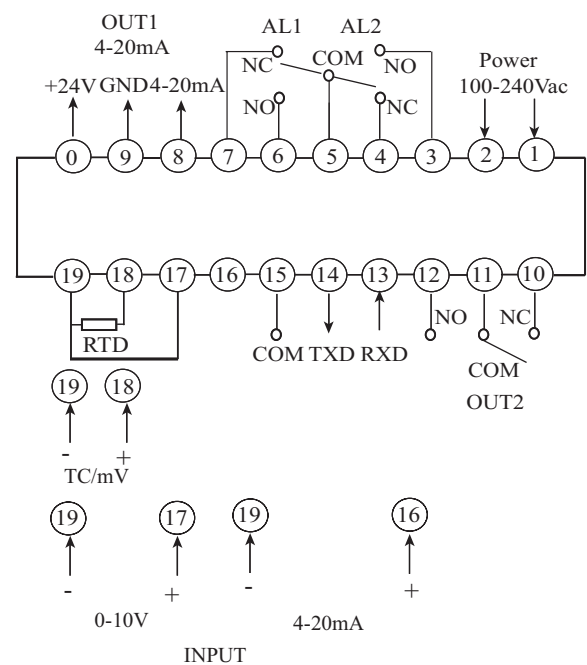 OUT1 AL1 AL2
4-20mA COM Power
NC NO 100-240Vac
+24V GND 4-20mA NO NC
0 9 8 7 6 5 4 3 2 1
19 18 17 16 15 14 13 12 11 10
RTD COM TXD RXD NO NC
COM
OUT2
19 18
- +
TC/mV
19 17 19 16
- + - +
0-10V 4-20mA
INPUT